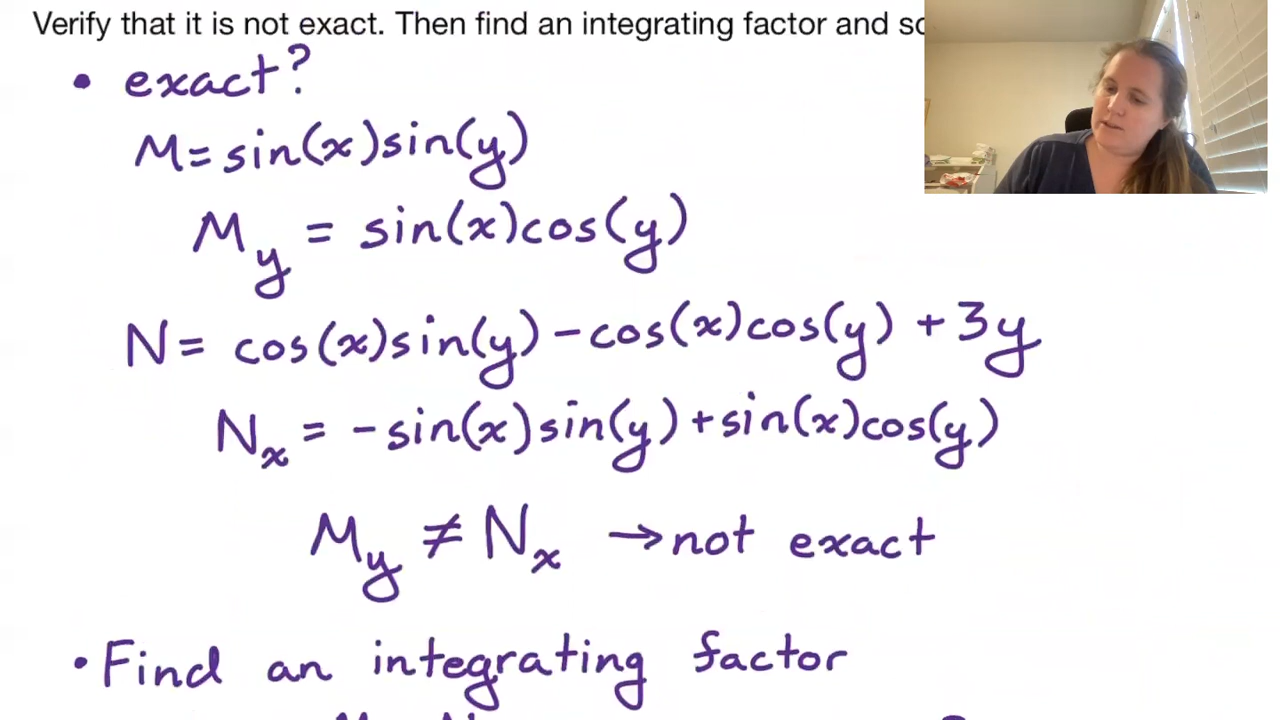 Verify that it is not exact. Then find an integrating factor and
• exact?
M=sin(x)sin(y)
M_y = sin(x)cos(y)
N= cos(x)sin(y)-cos(x)cos(y)+3y
N_x = -sin(x)sin(y)+sin(x)cos(y)
M_y ≠ N_x → not exact
• Find an integrating factor